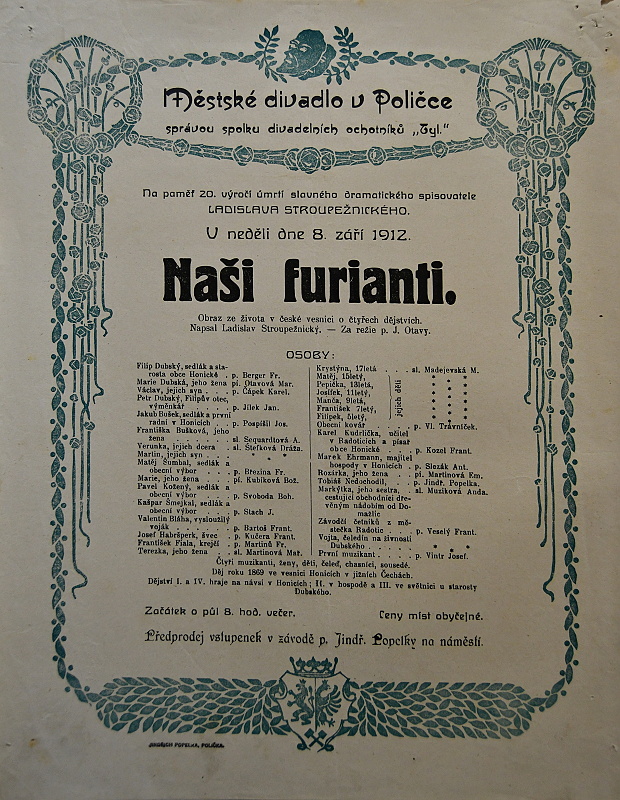 Městské divadlo v Poličce
správou spolku divadelních ochotníků „Tyl."
Na paměť 20. výročí úmrtí slavného dramatického spisovatele
LADISLAVA STROUPEŽNICKÉHO.
U neděli dne 8. září 1912.
Naši furianti.
Obraz ze života v české vesnici o čtyřech dějstvích.
Napsal Ladislav Stroupežnický. — Za režie p. J. Otavy.
OSOBY:
Filip Dubský, sedlák a sta-
rosta obce Honické . p. Berger Fr.
Marie Dubská, jeho žena pí. Otavová Mar.
Václav, jejich syn . . . p. Čápek Karel.
Petr Dubský, Filipův otec,
výměnkář . . . . p. Jílek Jan.
Jakub Bušek, sedlák a první
radní v Honicích . . p. Pospíšil Jos.
Františka Bušková, jeho
žena . . . . . . sl. Sequardtova A.
Verunka, jejich dcera . . sl. Štefková Dráža.
Martin, jejich syn . . . * * *
Matěj Šumbal, sedlák a
obecní výbor . . . p. Březina Fr.
Marie, jeho žena . . . pí. Kubíková Bož.
Pavel Kožený, sedlák a
obecní výbor . . . p. Svoboda Boh.
Kašpar Šmejkal, sedlák a
obecní výbor . . . p. Stach J.
Valentin Bláha, vysloužilý
voják . . . . . . p. Bartoš Frant.
Josef Habršperk, švec . p. Kučera Frant.
František Fiala, krejčí . p. Martinů Fr.
Terezka, jeho žena . . sl. Martinová Mař.
Krystýna, 17letá . . . sl. Madejevská M.
Matěj, 15letý,
Pepička, 13letá,
Josífek, 11letý,
Manča, 9letá,
František 7letý,
Filípek, 5letý,
jejich děti
Obecní kovář . . . . p. Vl. Trávníček.
Karel Kudrlička, učitel
v Radoticích a písař
obce Honické . . . p. Kozel Frant.
Marek Ehrmann, majitel
hospody v Honicích . p. Slezák Ant.
Rozárka, jeho žena . . pí. Martinová Em.
Tobiáš Nedochodil, . . p. Jindř. Popelka.
Markýtka, jeho sestra, . sl. Muziková Anda.
cestující obchodníci dře-
věným nádobím od Do-
mažlic
Závodčí četníků z mě-
stečka Radotic . . p. Veselý Frant.
Vojta, čeledín na živnosti
Dubského . . . . . * * *
První muzikant . . . . p. Vintr Josef.
Čtyři muzikanti, ženy, děti, čeleď, chasníci, sousedé.
Děj roku 1869 ve vesnici Honicích v jižních Čechách.
Dějství I. a IV. hraje na návsi v Honicích; II. v hospodě a III. ve světnici u starosty
Dubského.
Začátek o půl 8. hod. večer. Ceny míst obyčejné.
Předprodej vstupenek v závodě p. Jindř. Popelky na náměstí.
JINDŘICH POPELKA, POLIČKA.